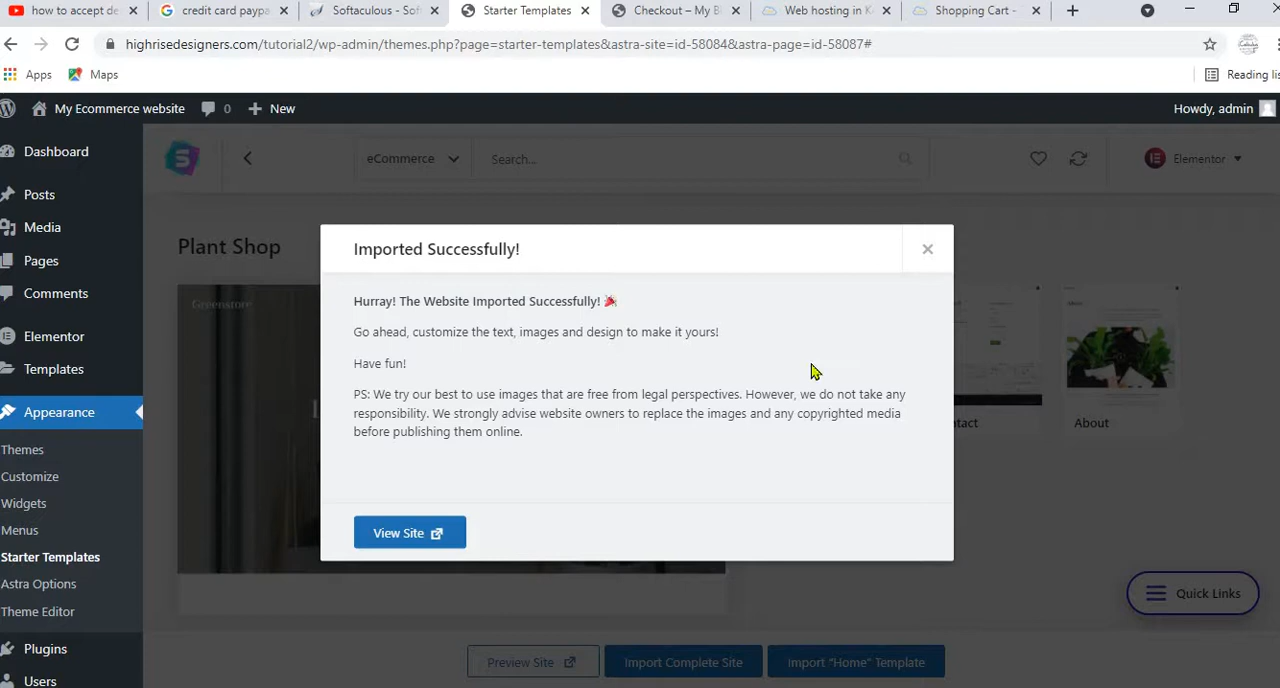 how to accept de
credit card paypa
Softaculous - Sof
Starter Templates
Checkout – My B
Web hosting in K
Shopping Cart -
highrisedesigners.com/tutorial2/wp-admin/themes.php?page=starter-templates&astra-site=id-58084&astra-page=id-58087#
Apps
Maps
Reading lis
My Ecommerce website
0
New
Howdy, admin
Dashboard
Posts
Media
Pages
Comments
Elementor
Templates
Appearance
Themes
Customize
Widgets
Menus
Starter Templates
Astra Options
Theme Editor
Plugins
Users
eCommerce
Search...
Elementor
Plant Shop
Greenstore
Imported Successfully!
Hurray! The Website Imported Successfully! 🎉
Go ahead, customize the text, images and design to make it yours!
Have fun!
PS: We try our best to use images that are free from legal perspectives. However, we do not take any
responsibility. We strongly advise website owners to replace the images and any copyrighted media
before publishing them online.
View Site
tact
About
Quick Links
Preview Site
Import Complete Site
Import "Home" Template